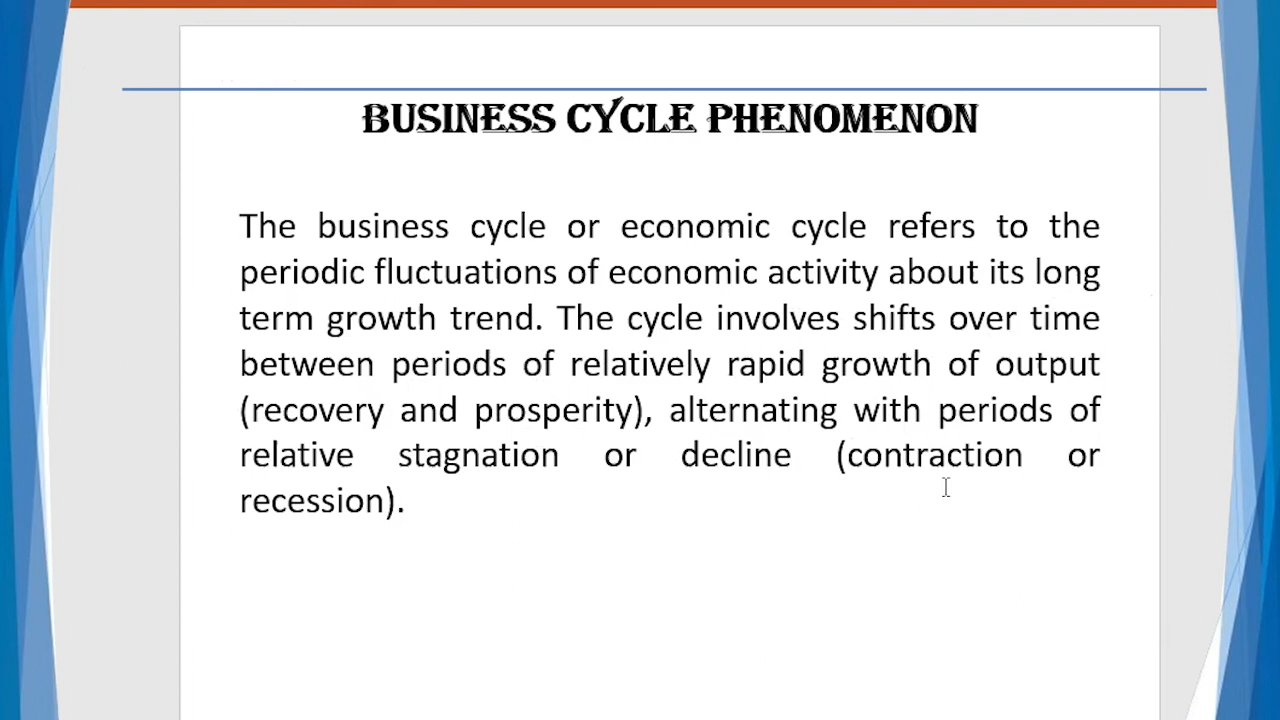 BUSINESS CYCLE PHENOMENON
The business cycle or economic cycle refers to the
periodic fluctuations of economic activity about its long
term growth trend. The cycle involves shifts over time
between periods of relatively rapid growth of output
(recovery and prosperity), alternating with periods of
relative stagnation or decline (contraction or
recession).